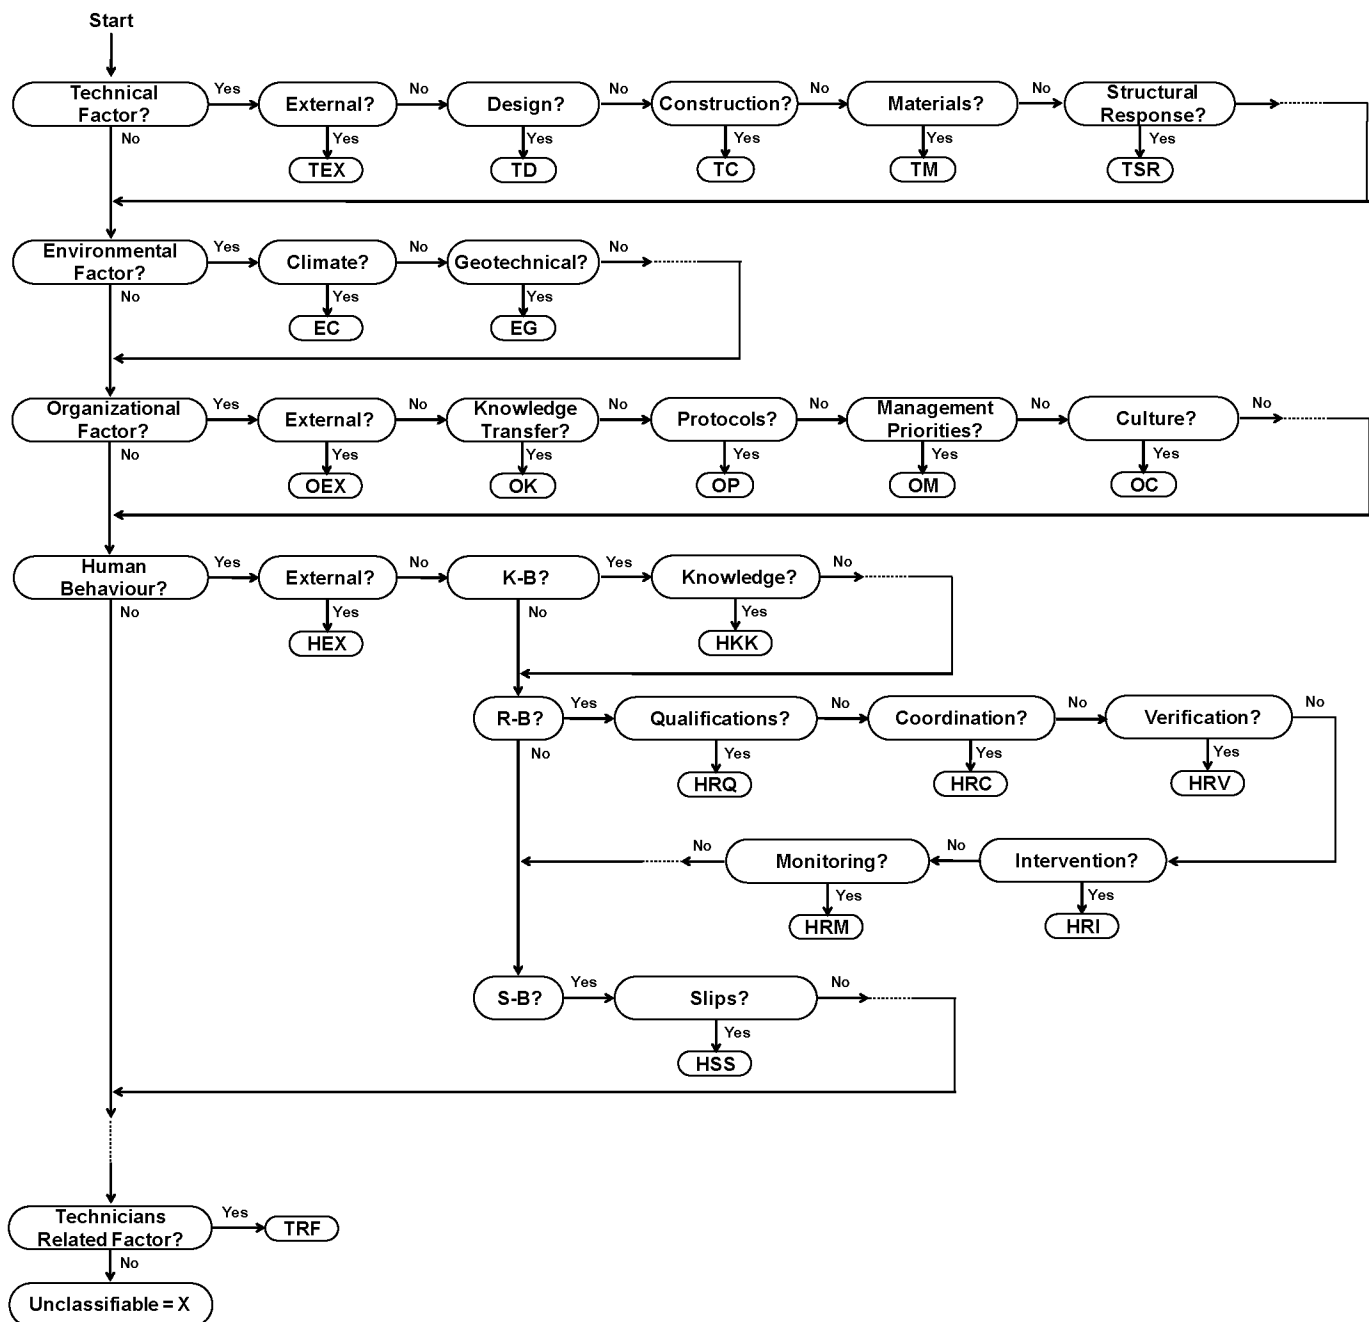 Start
Technical
Factor?
Yes
External?
No
Design?
No
Construction?
No
Materials?
No
Structural
Response?
No
Yes
TEX
Yes
TD
Yes
TC
Yes
TM
Yes
TSR
Environmental
Factor?
Yes
Climate?
No
Geotechnical?
No
No
Yes
EC
Yes
EG
Organizational
Factor?
Yes
External?
No
Knowledge
Transfer?
No
Protocols?
No
Management
Priorities?
No
Culture?
No
No
Yes
OEX
Yes
OK
Yes
OP
Yes
OM
Yes
OC
Human
Behaviour?
Yes
External?
No
K-B?
Yes
Knowledge?
No
No
Yes
HEX
No
Yes
HKK
R-B?
Yes
Qualifications?
No
Coordination?
No
Verification?
No
No
Yes
HRQ
Yes
HRC
Yes
HRV
No
Monitoring?
No
Intervention?
Yes
HRM
Yes
HRI
S-B?
Yes
Slips?
No
Yes
HSS
Technicians
Related Factor?
Yes
TRF
No
Unclassifiable = X